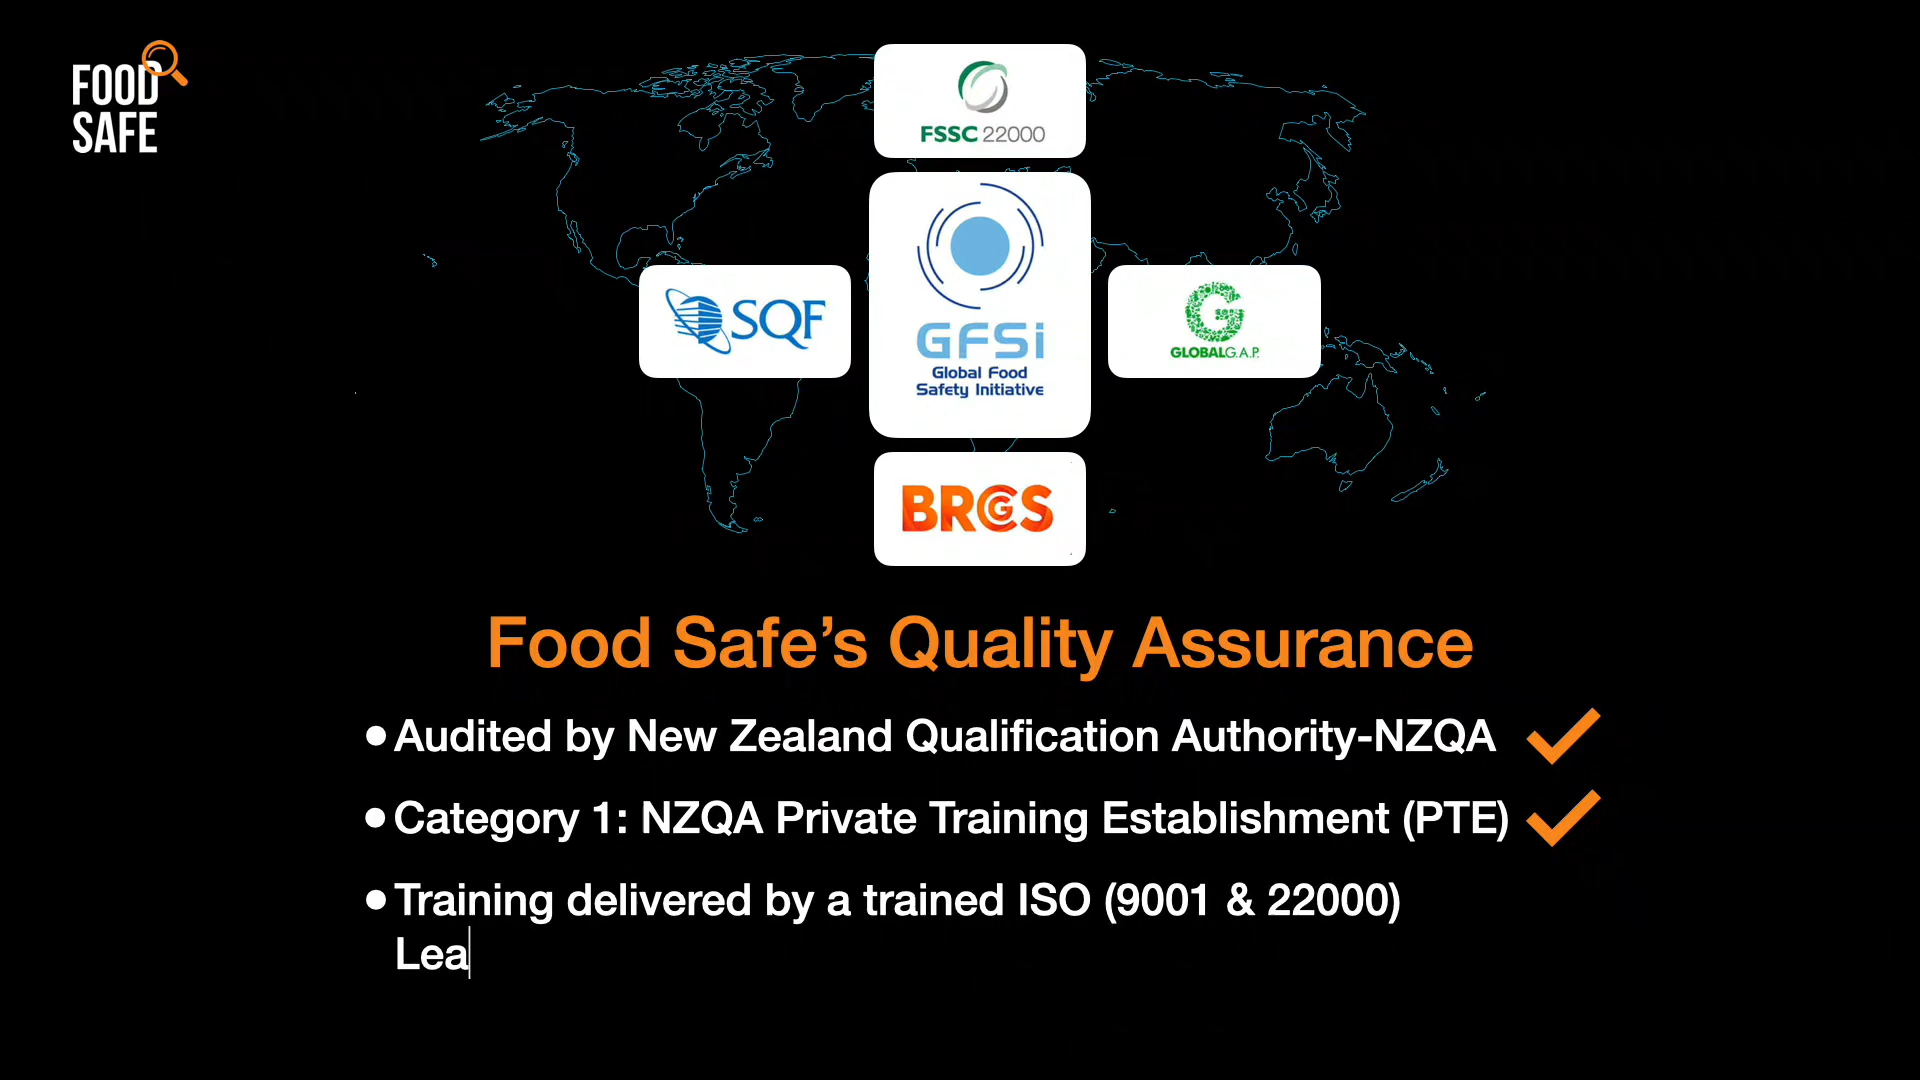 FOOD
SAFE
FSSC 22000
SQF
GFSi
Global Food
Safety Initiative
G
GLOBALG.A.P.
BRCGS
Food Safe’s Quality Assurance
•Audited by New Zealand Qualification Authority-NZQA
•Category 1: NZQA Private Training Establishment (PTE)
•Training delivered by a trained ISO (9001 & 22000)
Lea